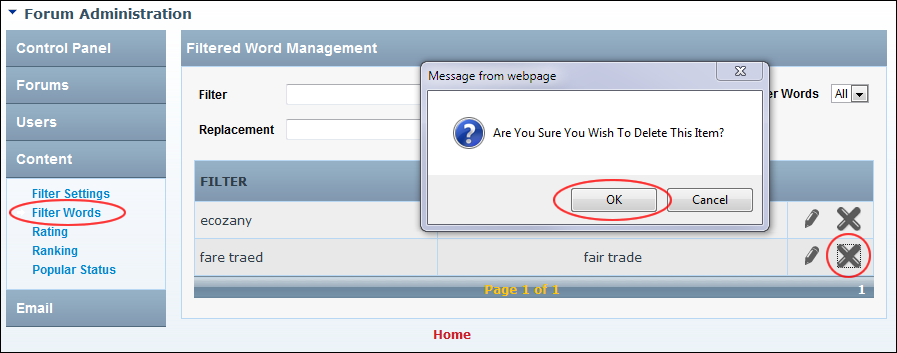 Forum Administration
Control Panel
Forums
Users
Content
Filter Settings
Filter Words
Rating
Ranking
Popular Status
Email
Filtered Word Management
Filter
Words
All
Replacement
Message from webpage
Are You Sure You Wish To Delete This Item?
OK
Cancel
FILTER
ecozany
fare traed
fair trade
Page 1 of 1
1
Home